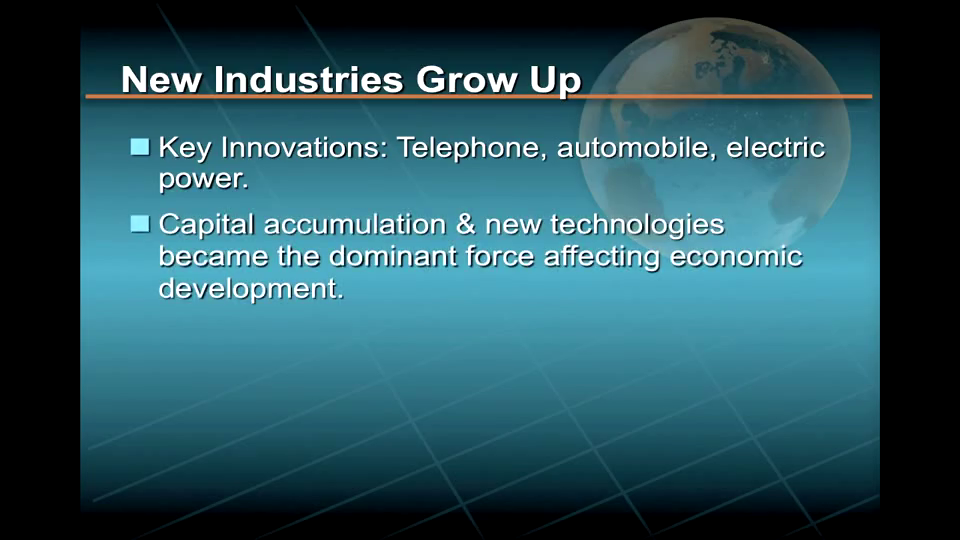 New Industries Grow Up
Key Innovations: Telephone, automobile, electric
power.
Capital accumulation & new technologies
became the dominant force affecting economic
development.